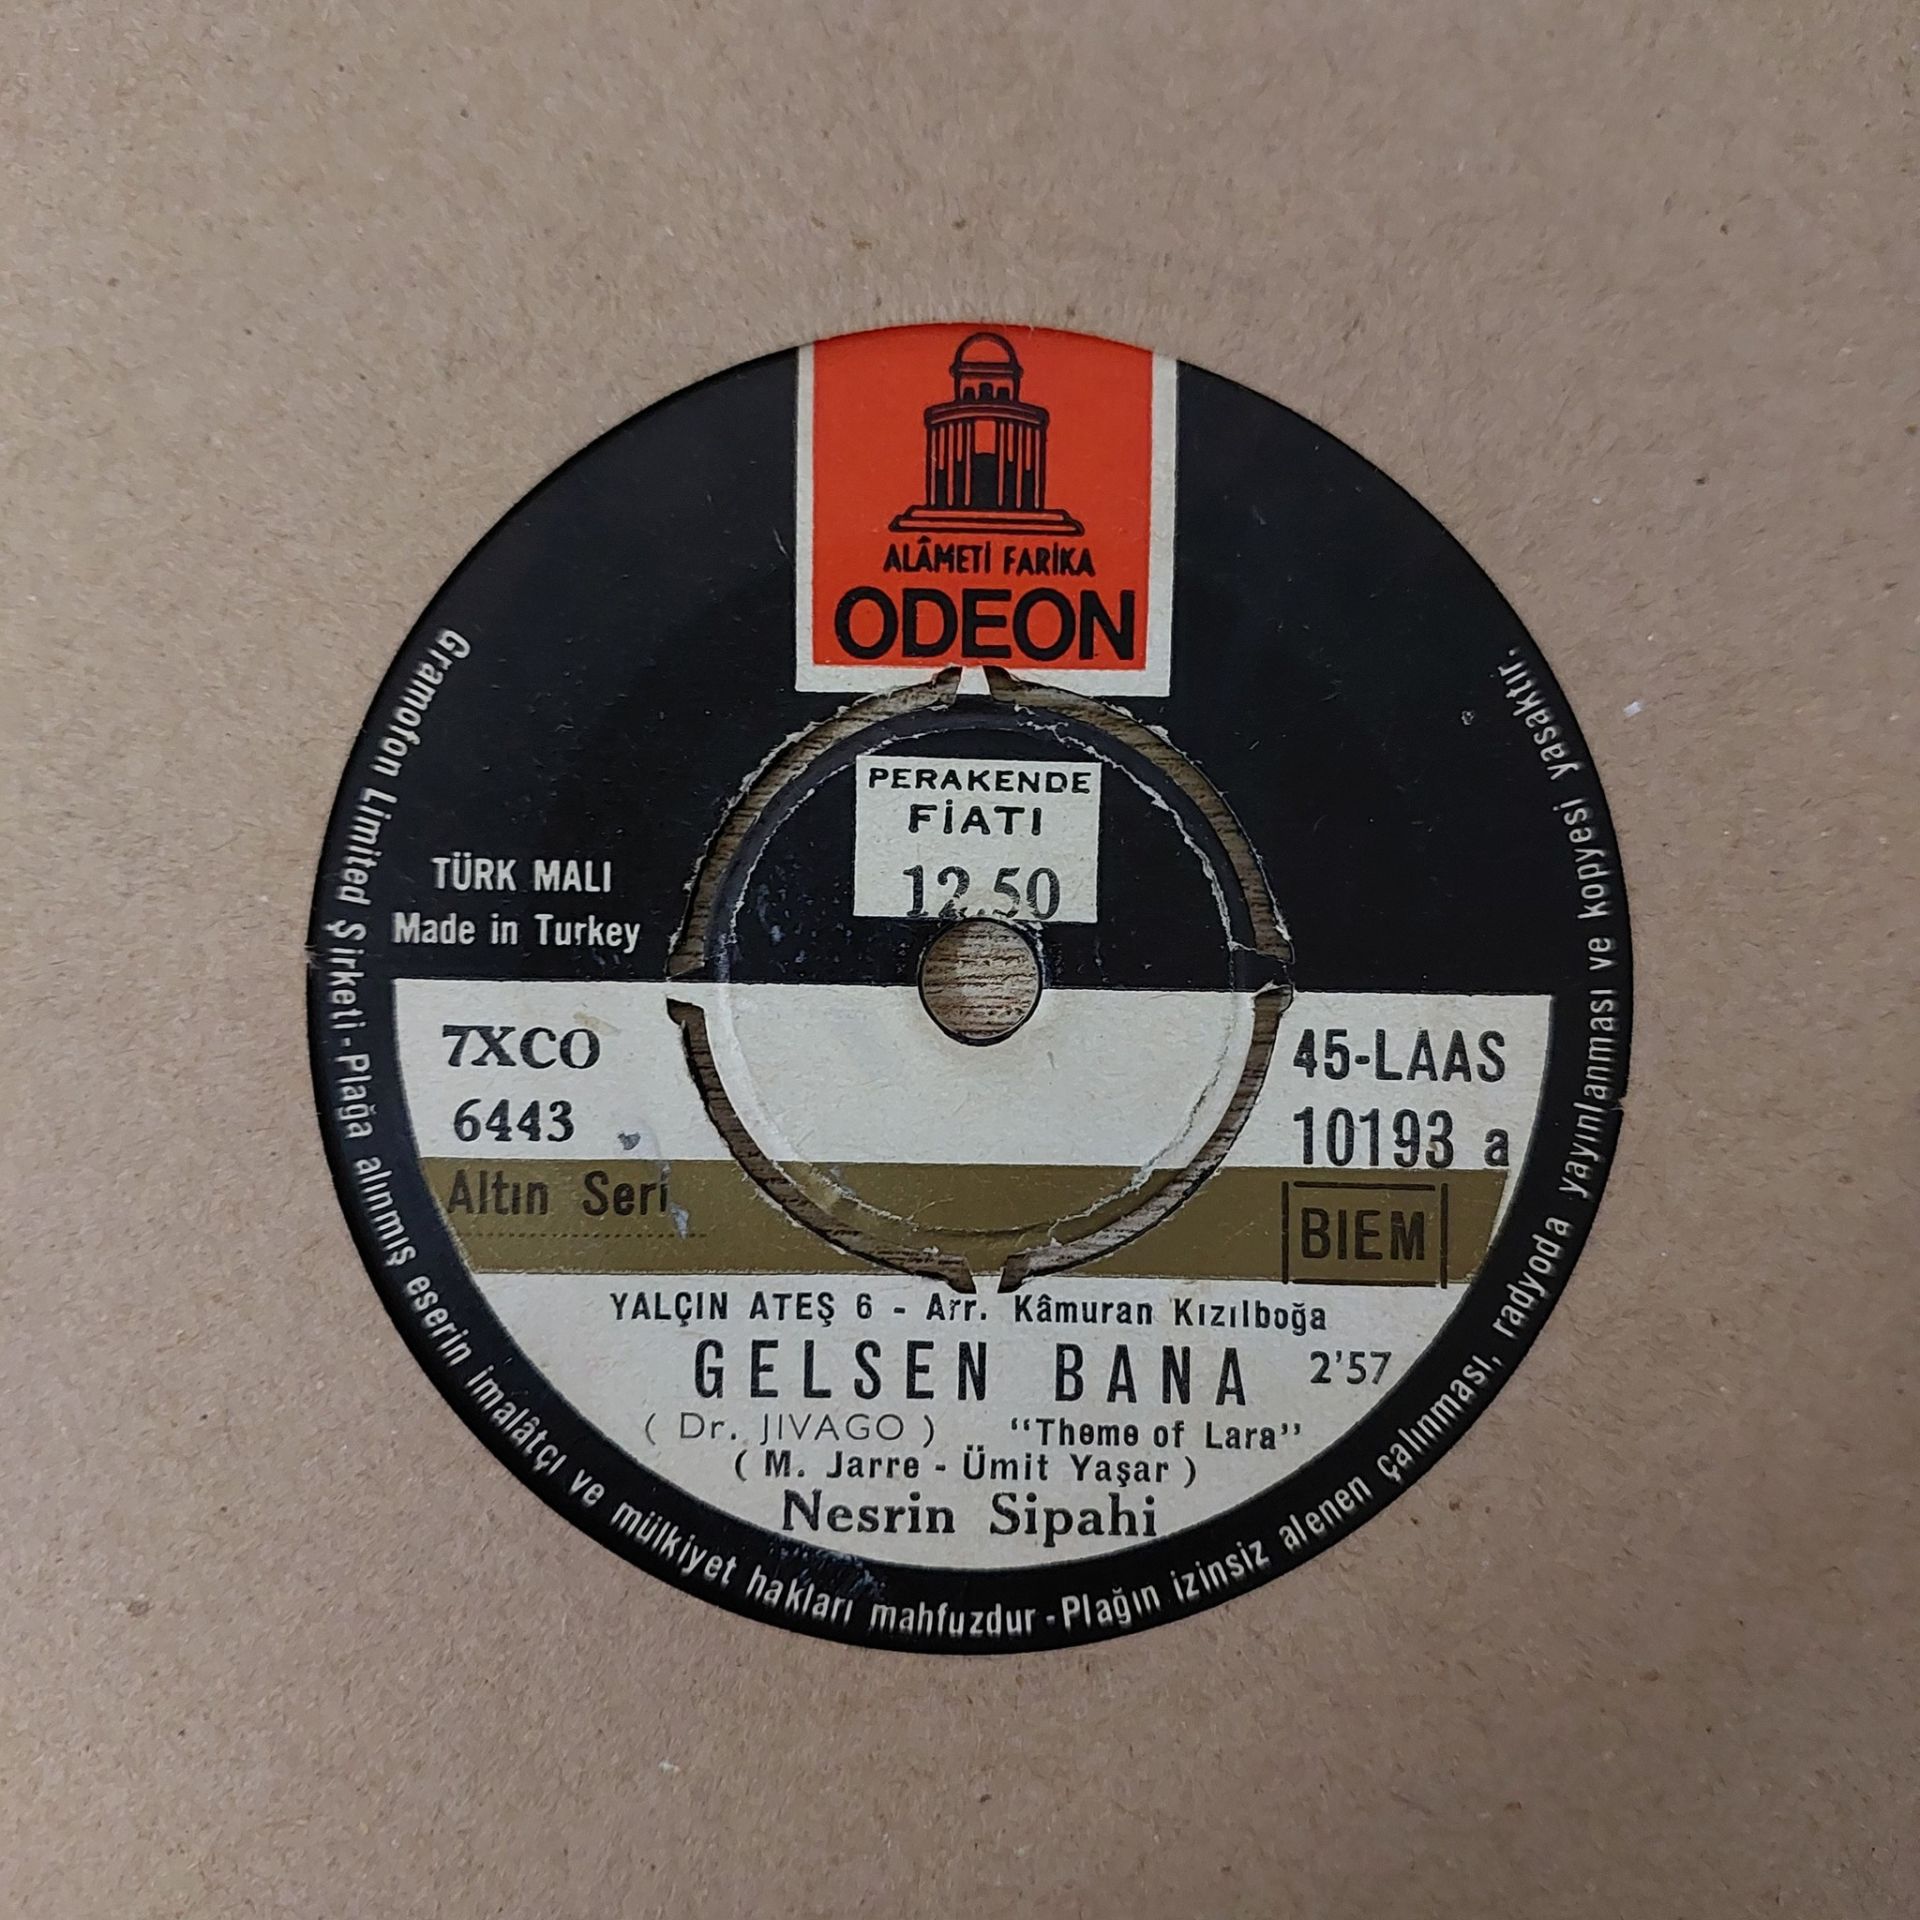 ALÂMETİ FARİKA
ODEON
PERAKENDE
FİATI
12.50
TÜRK MALI
Made in Turkey
7XCO
6443
45-LAAS
10193 a
Altın Seri
BIEM
YALÇIN ATEŞ 6 - Arr. Kâmuran Kızılboğa
GELSEN BANA 2'57
( Dr. JIVAGO ) "Theme of Lara"
( M. Jarre - Ümit Yaşar )
Nesrin Sipahi
Gramofon Limited Şirketi - Plağa alınmış eserin imalâtçı ve mülkiyet hakları mahfuzdur - Plağın izinsiz alenen çalınması, radyoda yayınlanması ve kopyesi yasaktır.